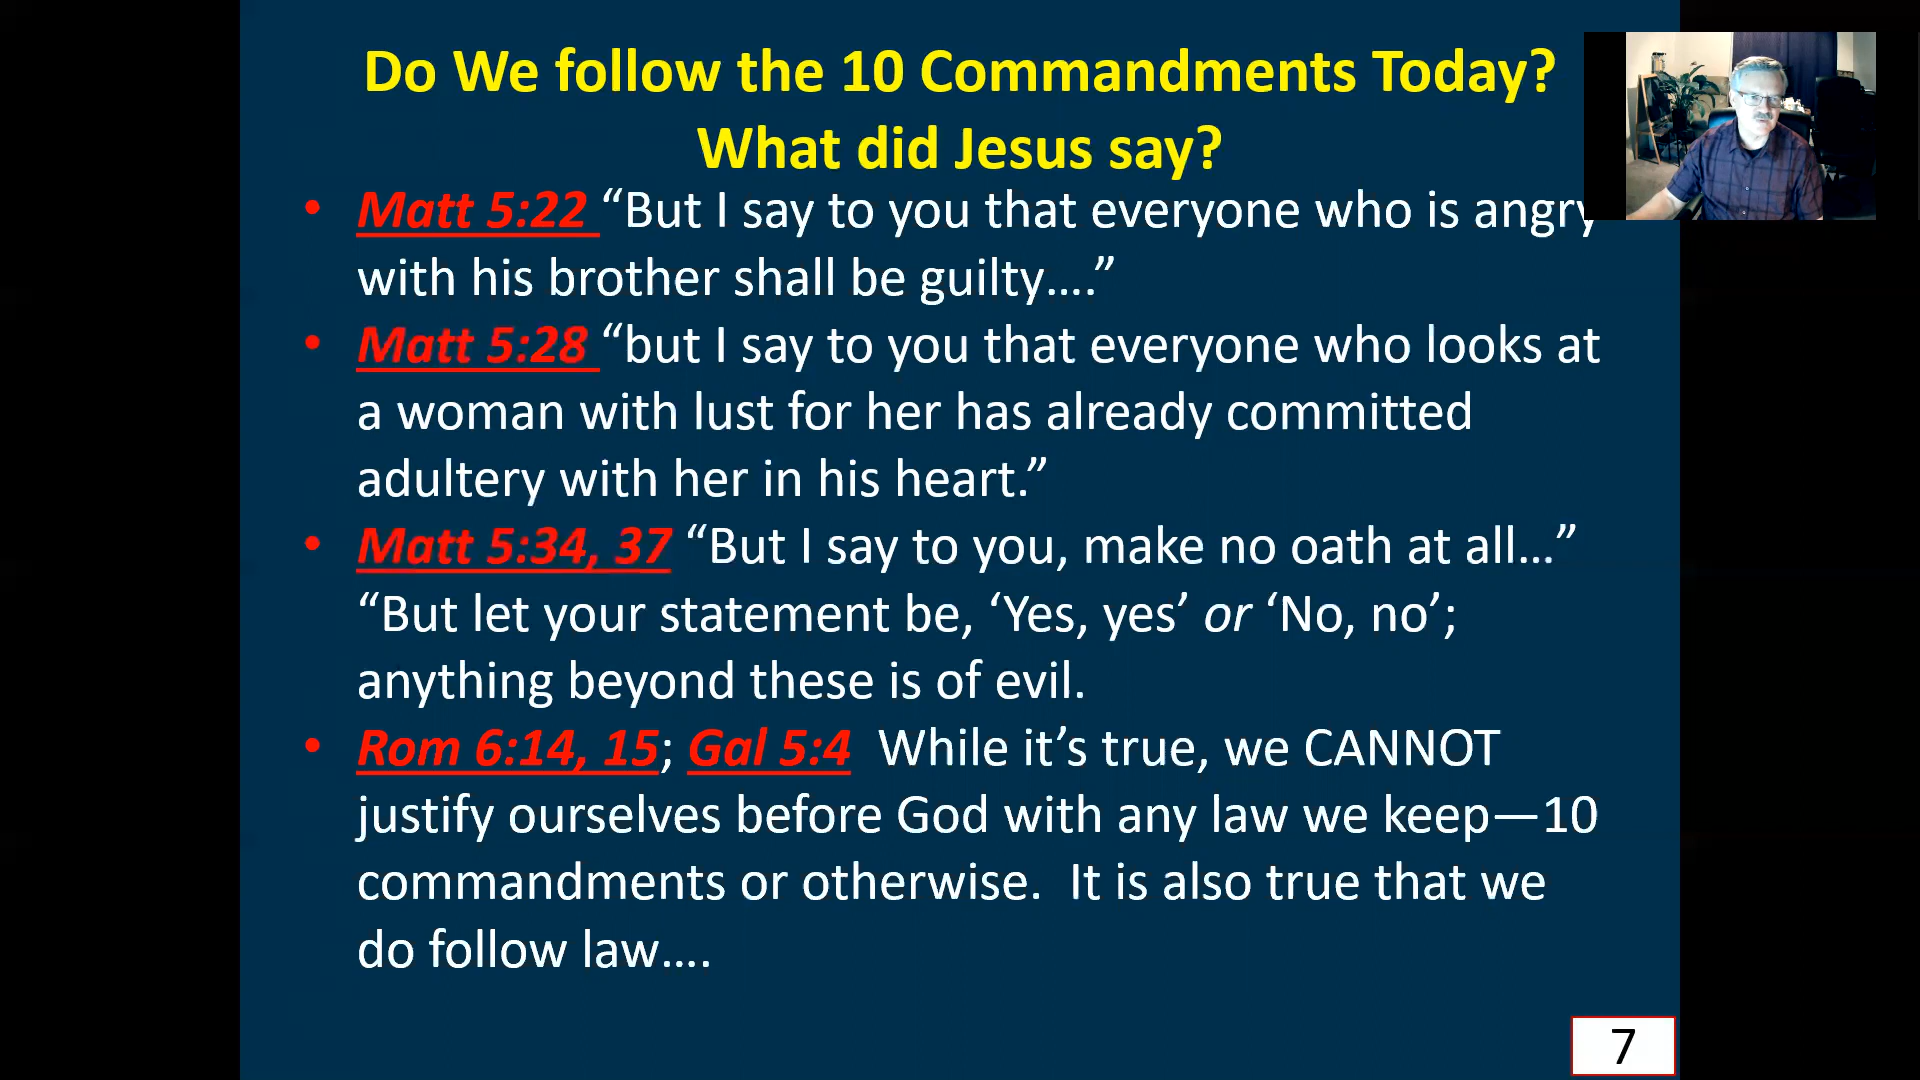 Do We follow the 10 Commandments Today?
What did Jesus say?
• Matt 5:22 “But I say to you that everyone who is angry
with his brother shall be guilty….”
• Matt 5:28 “but I say to you that everyone who looks at
a woman with lust for her has already committed
adultery with her in his heart.”
• Matt 5:34, 37 “But I say to you, make no oath at all…”
“But let your statement be, ‘Yes, yes’ or ‘No, no’;
anything beyond these is of evil.
• Rom 6:14, 15; Gal 5:4  While it’s true, we CANNOT
justify ourselves before God with any law we keep—10
commandments or otherwise.  It is also true that we
do follow law….
7